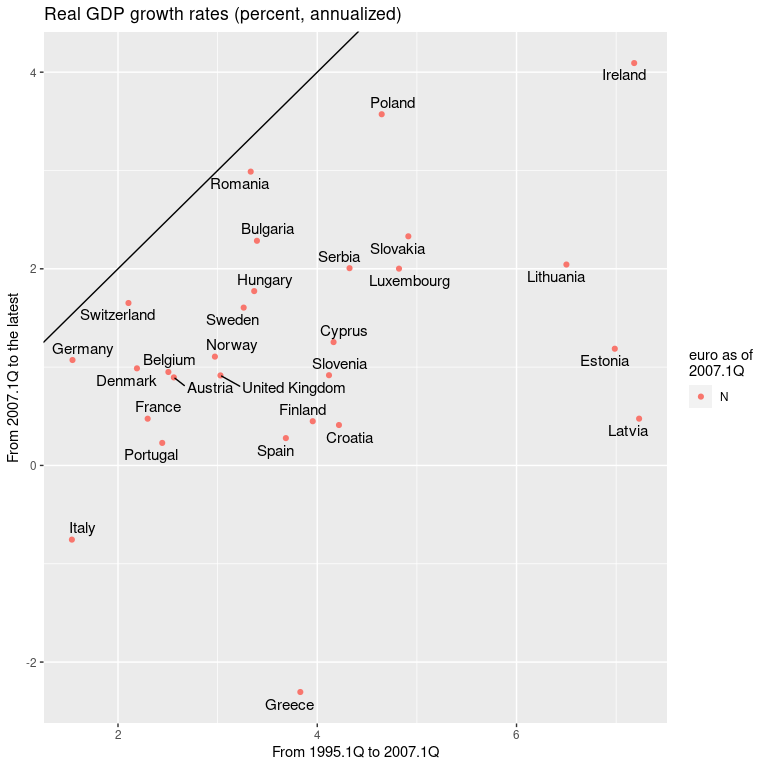 Real GDP growth rates (percent, annualized)
Ireland
Poland
Romania
Bulgaria
Slovakia
Serbia
Luxembourg
Lithuania
Hungary
Switzerland
Sweden
Cyprus
Norway
Germany
Belgium
Slovenia
Estonia
Denmark
Austria
United Kingdom
France
Finland
Latvia
Croatia
Portugal
Spain
Italy
Greece
4
2
0
-2
2
4
6
From 1995.1Q to 2007.1Q
From 2007.1Q to the latest
euro as of
2007.1Q
N